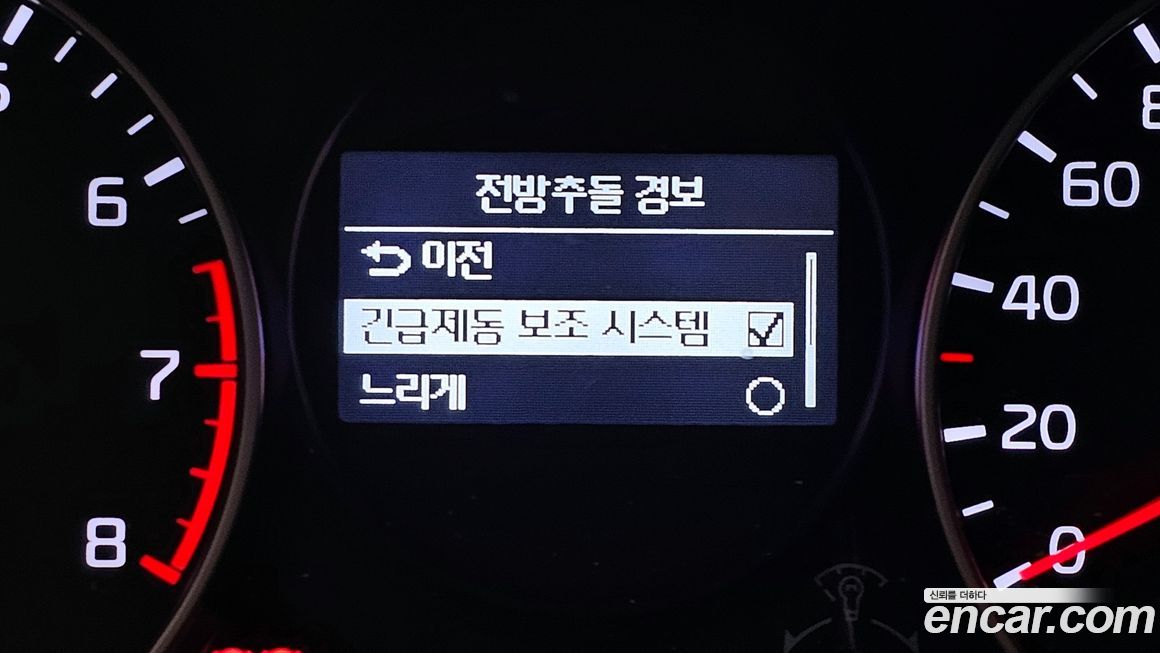 전방추돌 경보
이전
긴급제동 보조 시스템
느리게
6
7
8
60
40
20
0
신뢰를 더하다
encar.com